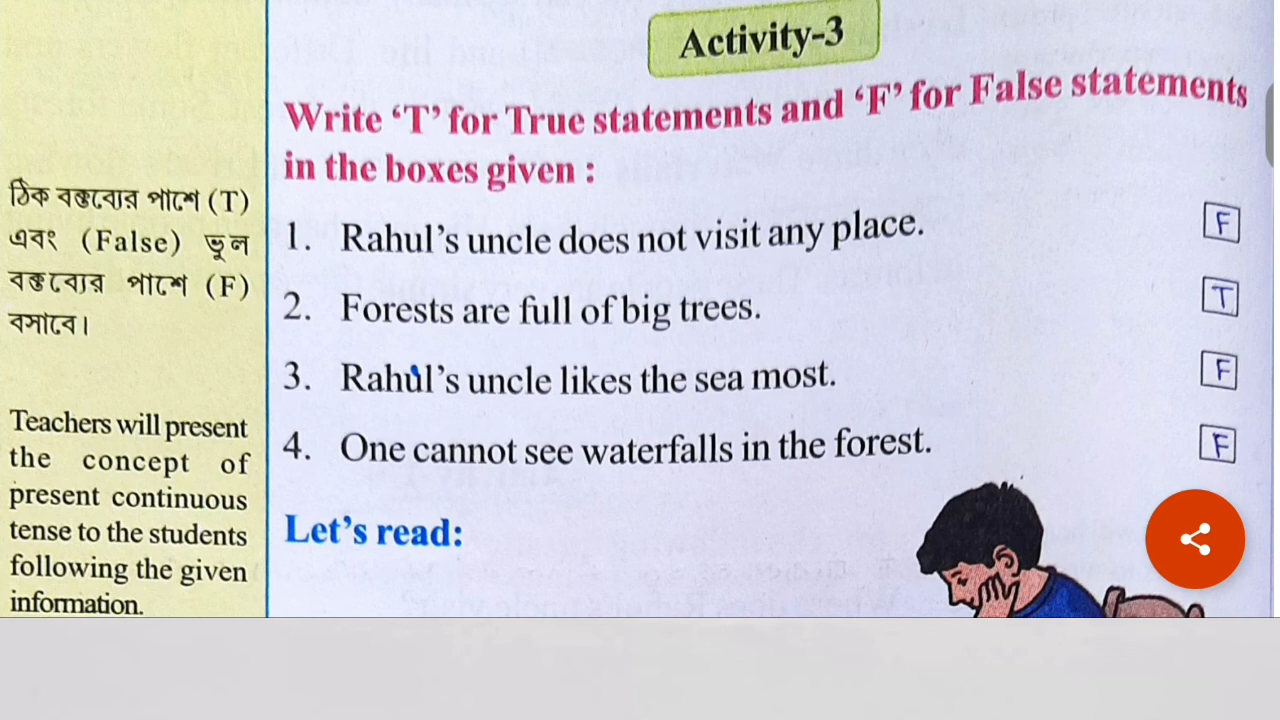 Activity-3
Write ‘T’ for True statements and ‘F’ for False statements
in the boxes given :
ঠিক বক্তব্যের পাশে (T)
এবং (False) ভুল
বক্তব্যের পাশে (F)
বসাবে।
1. Rahul’s uncle does not visit any place. F
2. Forests are full of big trees. T
3. Rahul’s uncle likes the sea most. F
4. One cannot see waterfalls in the forest. F
Teachers will present
the concept of
present continuous
tense to the students
following the given
information.
Let’s read: